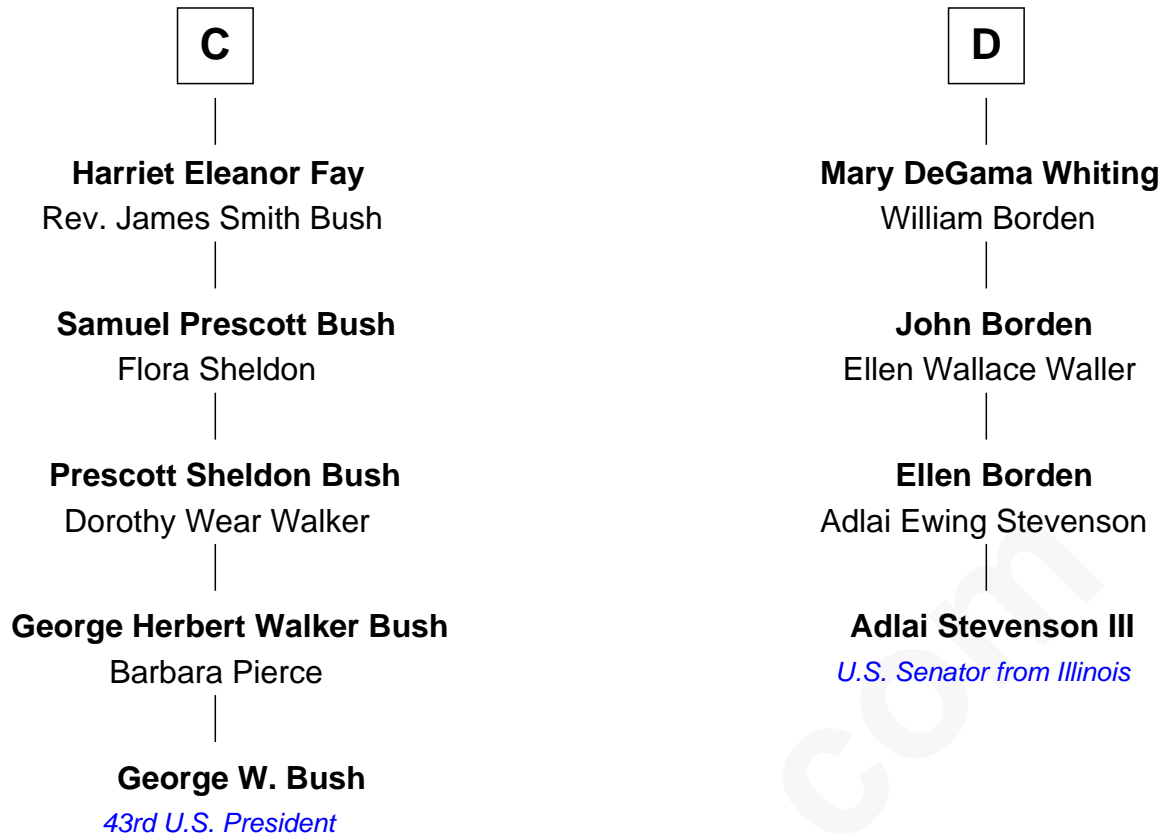 C
Harriet Eleanor Fay
Rev. James Smith Bush
Samuel Prescott Bush
Flora Sheldon
Prescott Sheldon Bush
Dorothy Wear Walker
George Herbert Walker Bush
Barbara Pierce
George W. Bush
43rd U.S. President
D
Mary DeGama Whiting
William Borden
John Borden
Ellen Wallace Waller
Ellen Borden
Adlai Ewing Stevenson
Adlai Stevenson III
U.S. Senator from Illinois
com